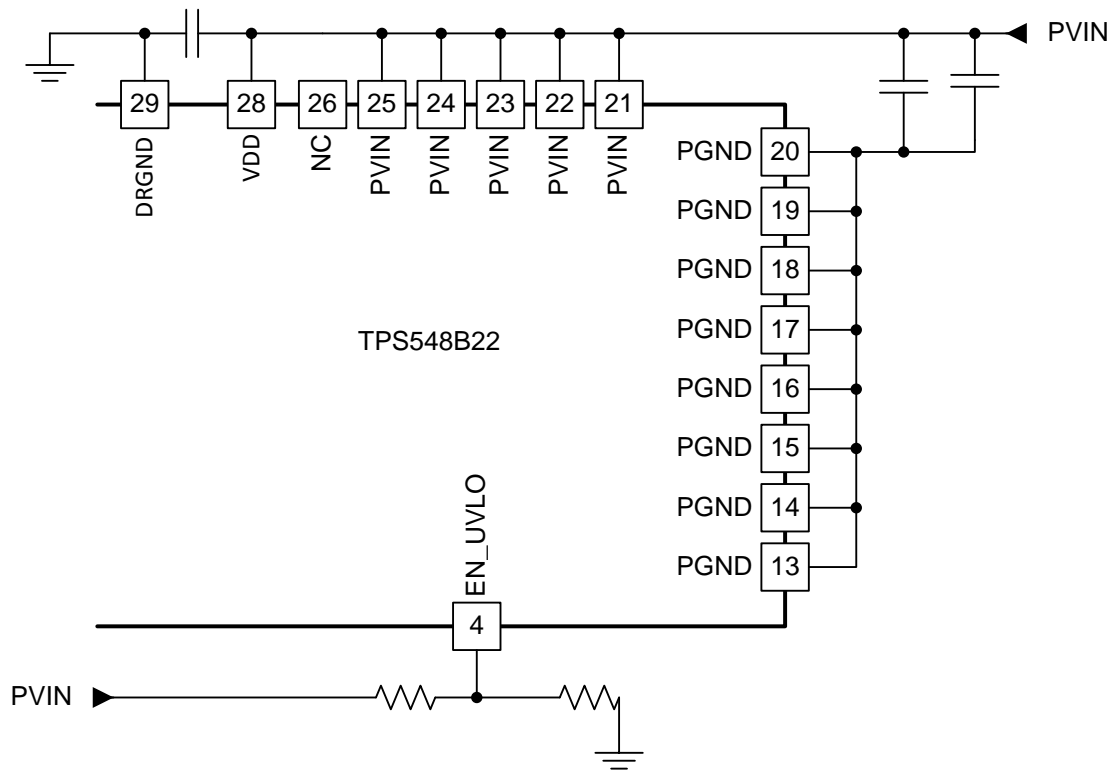 PVIN
29
28
26
25
24
23
22
21
DRGND
VDD
NC
PVIN
PVIN
PVIN
PVIN
PVIN
PGND 20
PGND 19
PGND 18
PGND 17
TPS548B22
PGND 16
PGND 15
PGND 14
PGND 13
EN_UVLO
4
PVIN